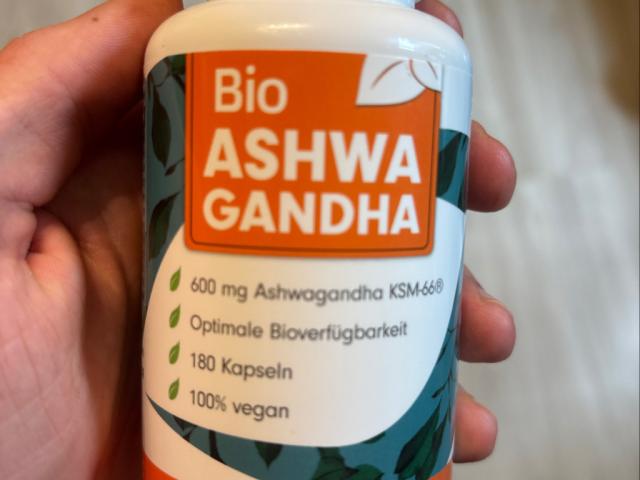 Bio
ASHWA
GANDHA
600 mg Ashwagandha KSM-66®
Optimale Bioverfügbarkeit
180 Kapseln
100% vegan